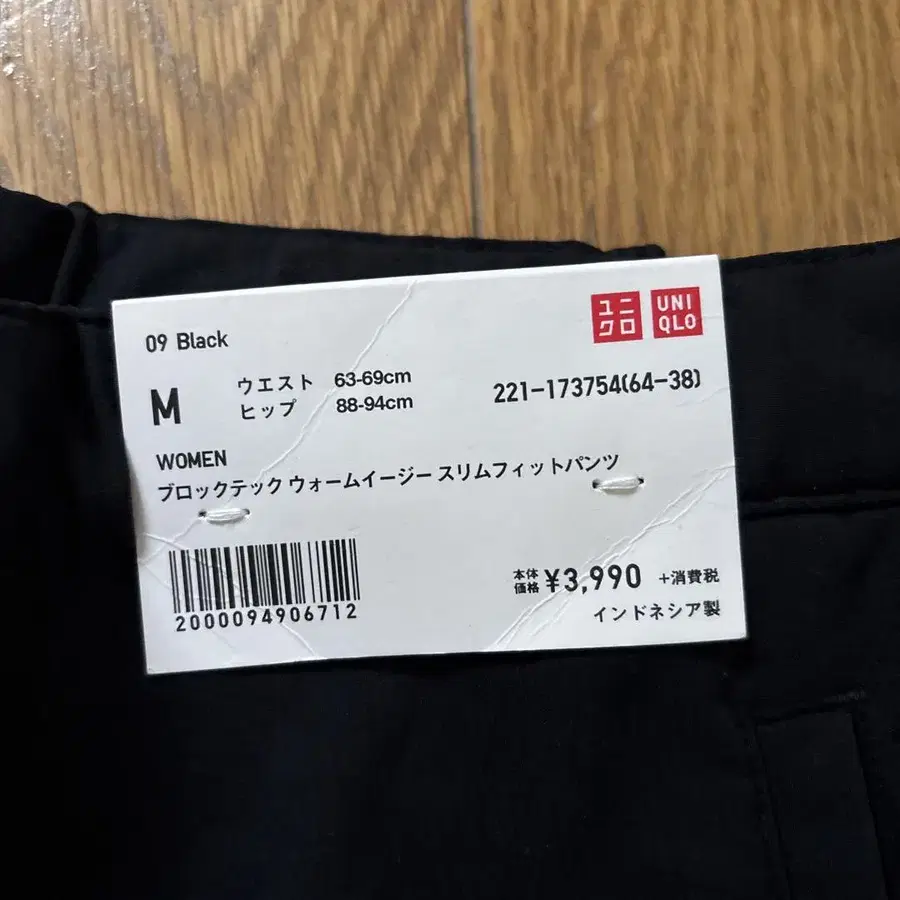 09 Black
ユニ
クロ
UNI
QLO
M
ウエスト 63-69cm
ヒップ 88-94cm
221-173754(64-38)
WOMEN
ブロックテック ウォームイージー スリムフィットパンツ
2000094906712
本体
価格 ¥3,990 +消費税
インドネシア製